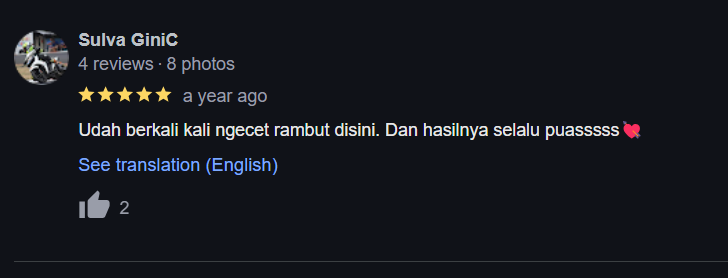 Sulva GiniC
4 reviews · 8 photos
a year ago
Udah berkali kali ngecet rambut disini. Dan hasilnya selalu puasssss💘
See translation (English)
2